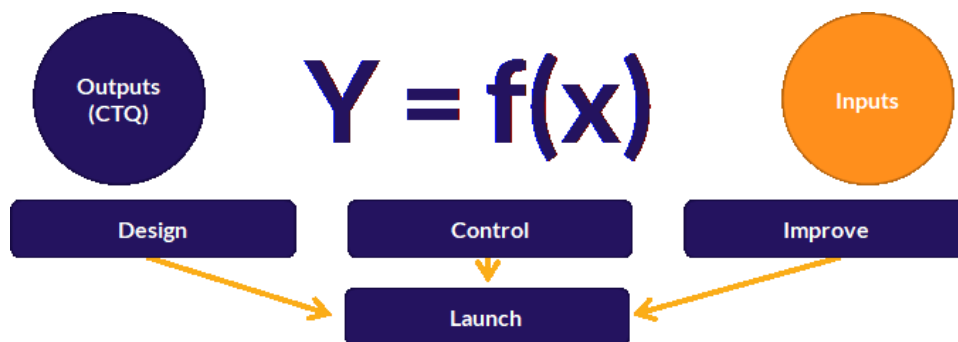 Outputs
(CTQ)
Y = f(x)
Inputs
Design
Control
Improve
Launch